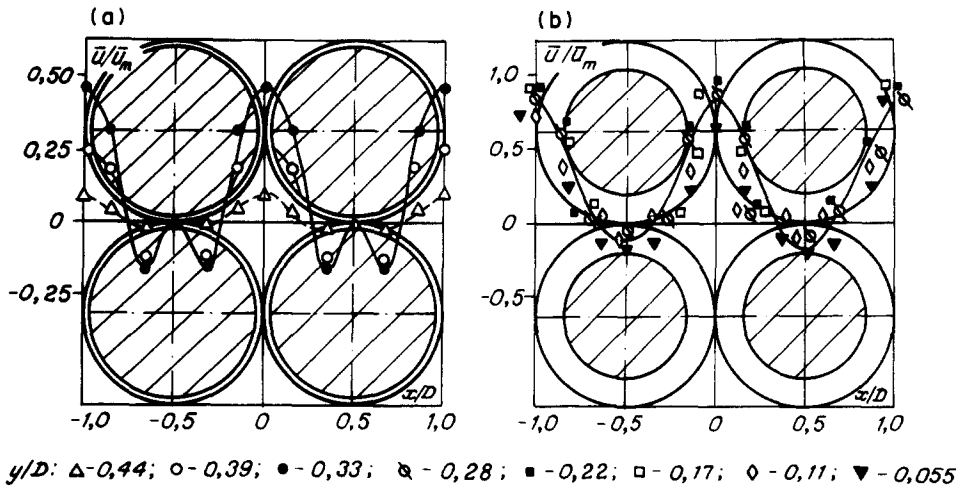 (a) (b)
ū/ū_m ū/ū_m
0,50 1,0
0,25 0,5
0 0
-0,25 -0,5
x/D x/D
-1,0 -0,5 0 0,5 1,0 -1,0 -0,5 0 0,5 1,0
y/D: △ -0,44; ○ -0,39; ● -0,33; ⦰ -0,28; ■ -0,22; □ -0,17; ◊ -0,11; ▼ -0,055